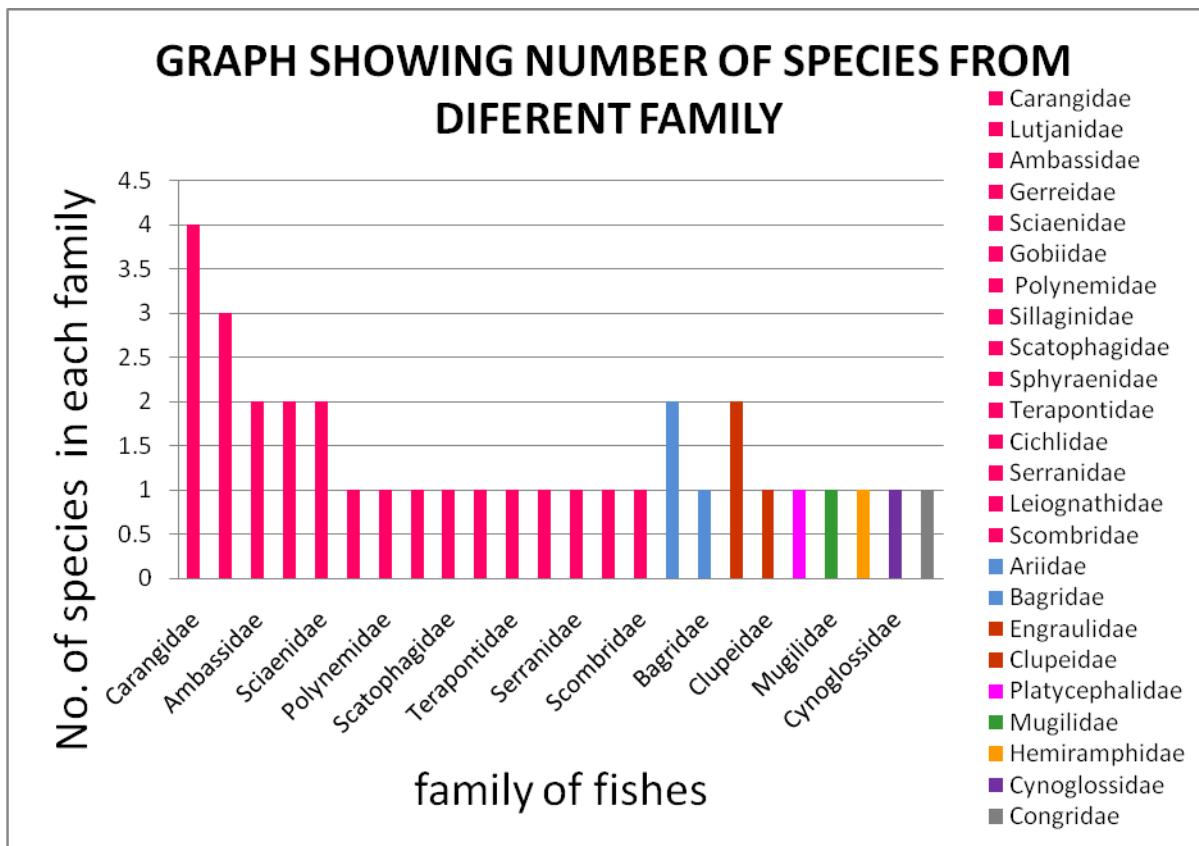 GRAPH SHOWING NUMBER OF SPECIES FROM
DIFERENT FAMILY
No. of species in each family
4.5
4
3.5
3
2.5
2
1.5
1
0.5
0
Carangidae
Ambassidae
Sciaenidae
Polynemidae
Scatophagidae
Terapontidae
Serranidae
Scombridae
Bagridae
Clupeidae
Mugilidae
Cynoglossidae
family of fishes
Carangidae
Lutjanidae
Ambassidae
Gerreidae
Sciaenidae
Gobiidae
Polynemidae
Sillaginidae
Scatophagidae
Sphyraenidae
Terapontidae
Cichlidae
Serranidae
Leiognathidae
Scombridae
Ariidae
Bagridae
Engraulidae
Clupeidae
Platycephalidae
Mugilidae
Hemiramphidae
Cynoglossidae
Congridae